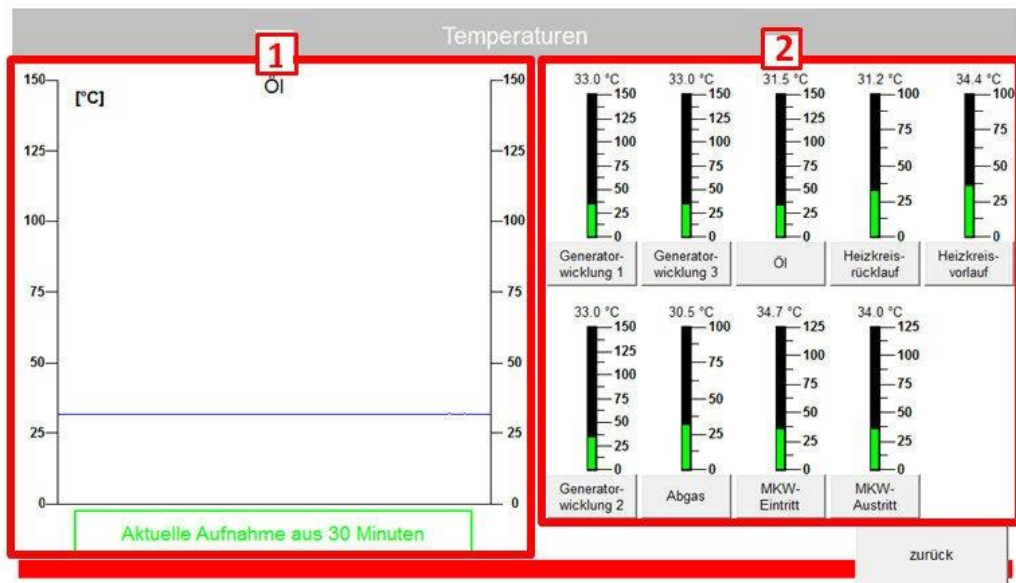 Temperaturen
1
2
Öl
[°C]
150 150
125 125
100 100
75 75
50 50
25 25
0 0
Aktuelle Aufnahme aus 30 Minuten
33.0 °C 33.0 °C 31.5 °C 31.2 °C 34.4 °C
150 150 150 100 100
125 125 125
100 100 100 75 75
75 75 75 50 50
50 50 50
25 25 25 25 25
0 0 0 0 0
Generator- Generator- Öl Heizkreis- Heizkreis-
wicklung 1 wicklung 3 rücklauf vorlauf
33.0 °C 30.5 °C 34.7 °C 34.0 °C
150 100 125 125
125 100 100
100 75
75 50 75 75
50 50 50
25 25 25 25
0 0 0 0
Generator- Abgas MKW- MKW-
wicklung 2 Eintritt Austritt
zurück